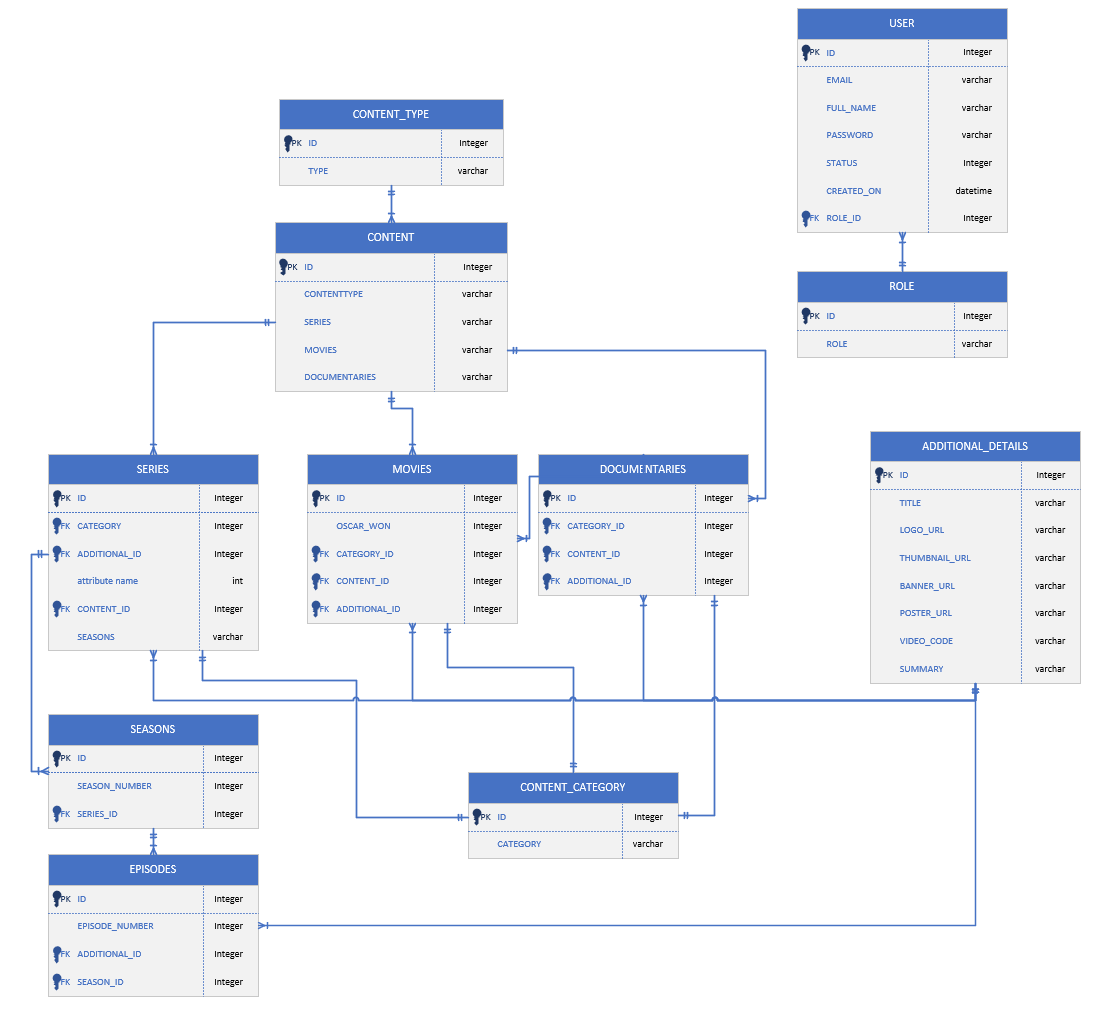 USER
PK ID Integer
EMAIL varchar
FULL_NAME varchar
PASSWORD varchar
STATUS Integer
CREATED_ON datetime
FK ROLE_ID Integer
CONTENT_TYPE
PK ID Integer
TYPE varchar
CONTENT
PK ID Integer
CONTENTTYPE varchar
SERIES varchar
MOVIES varchar
DOCUMENTARIES varchar
ROLE
PK ID Integer
ROLE varchar
SERIES
PK ID Integer
FK CATEGORY Integer
FK ADDITIONAL_ID Integer
attribute name int
FK CONTENT_ID Integer
SEASONS varchar
MOVIES
PK ID Integer
OSCAR_WON Integer
FK CATEGORY_ID Integer
FK CONTENT_ID Integer
FK ADDITIONAL_ID Integer
DOCUMENTARIES
PK ID Integer
FK CATEGORY_ID Integer
FK CONTENT_ID Integer
FK ADDITIONAL_ID Integer
ADDITIONAL_DETAILS
PK ID Integer
TITLE varchar
LOGO_URL varchar
THUMBNAIL_URL varchar
BANNER_URL varchar
POSTER_URL varchar
VIDEO_CODE varchar
SUMMARY varchar
SEASONS
PK ID Integer
SEASON_NUMBER Integer
FK SERIES_ID Integer
CONTENT_CATEGORY
PK ID Integer
CATEGORY varchar
EPISODES
PK ID Integer
EPISODE_NUMBER Integer
FK ADDITIONAL_ID Integer
FK SEASON_ID Integer